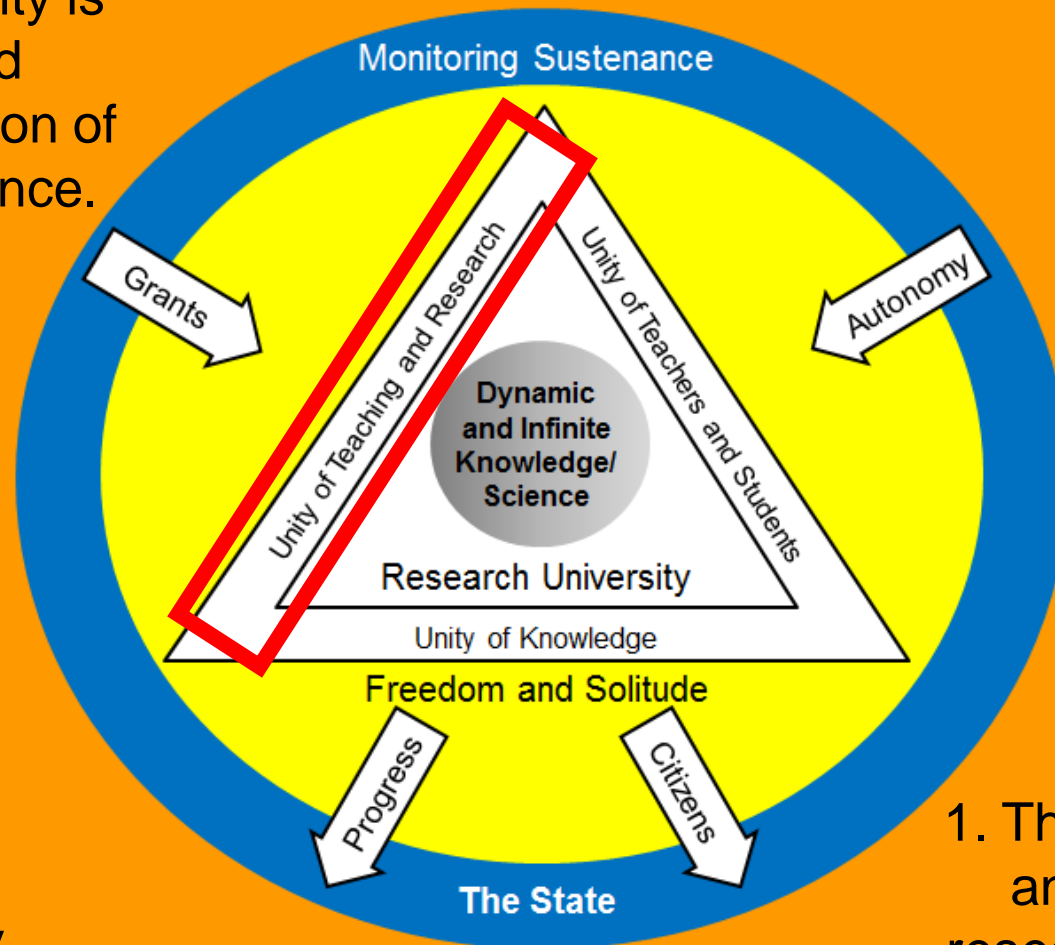 ity is
d
on of
nce.
Monitoring Sustenance
Grants
Autonomy
Unity of Teaching and Research
Unity of Teachers and Students
Dynamic
and Infinite
Knowledge/
Science
Research University
Unity of Knowledge
Freedom and Solitude
Progress
Citizens
The State
1. Th
an